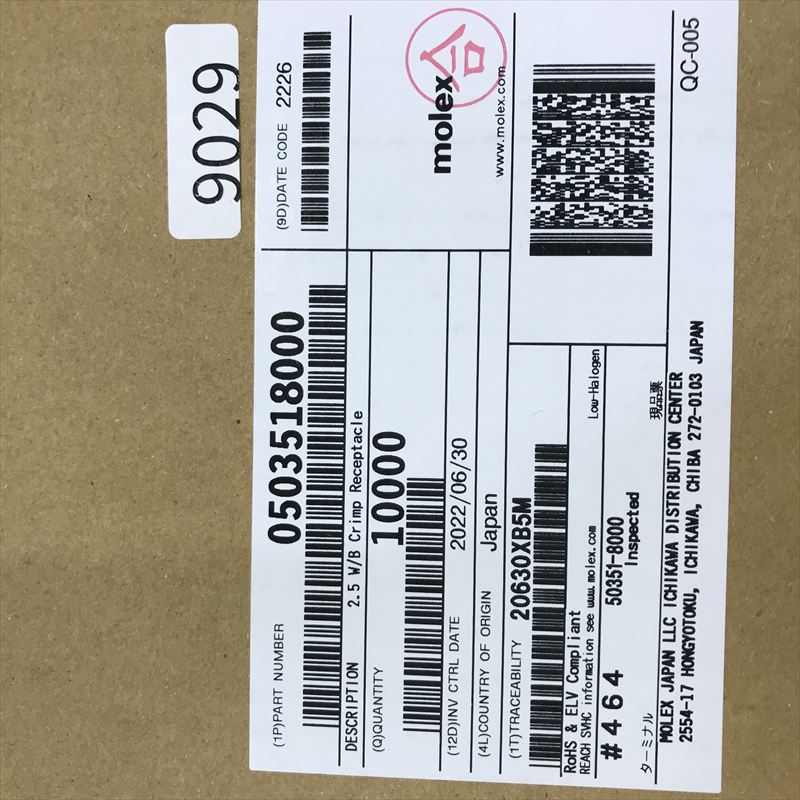 9029
(1P)PART NUMBER 0503518000
(9D)DATE CODE 2226
DESCRIPTION 2.5 W/B Crimp Receptacle
(Q)QUANTITY 10000
合
molex
www.molex.com
(12D)INV CTRL DATE 2022/06/30
(4L)COUNTRY OF ORIGIN Japan
(1T)TRACEABILITY 20630XB5M
RoHS & ELV Compliant
REACH SVHC information see www.molex.com
Low-Halogen
#464 50351-8000
Inspected
ターミナル 現品票
MOLEX JAPAN LLC ICHIKAWA DISTRIBUTION CENTER
2554-17 HONGYOTOKU, ICHIKAWA, CHIBA 272-0103 JAPAN
QC-005